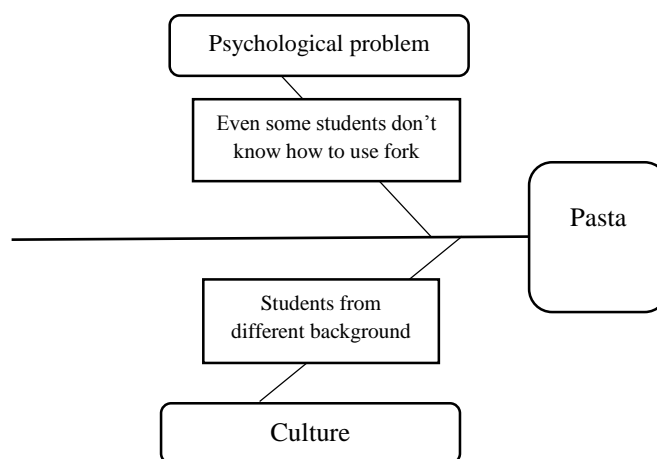 Psychological problem
Even some students don’t
know how to use fork
Pasta
Students from
different background
Culture